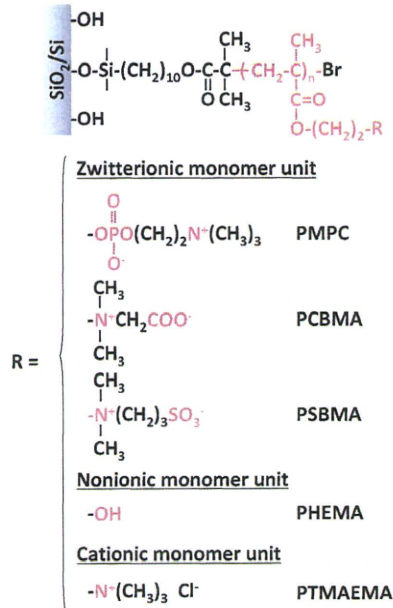 -OH
CH₃ CH₃
SiO₂/Si -O-Si-(CH₂)₁₀O-C-C-(CH₂-C)ₙ-Br
O CH₃ C=O
-OH
O-(CH₂)₂-R
Zwitterionic monomer unit
O
-OPO(CH₂)₂N⁺(CH₃)₃ PMPC
O⁻
CH₃
-N⁺CH₂COO⁻ PCBMA
CH₃
R =
CH₃
-N⁺(CH₂)₃SO₃⁻ PSBMA
CH₃
Nonionic monomer unit
-OH PHEMA
Cationic monomer unit
-N⁺(CH₃)₃ Cl⁻ PTMAEMA